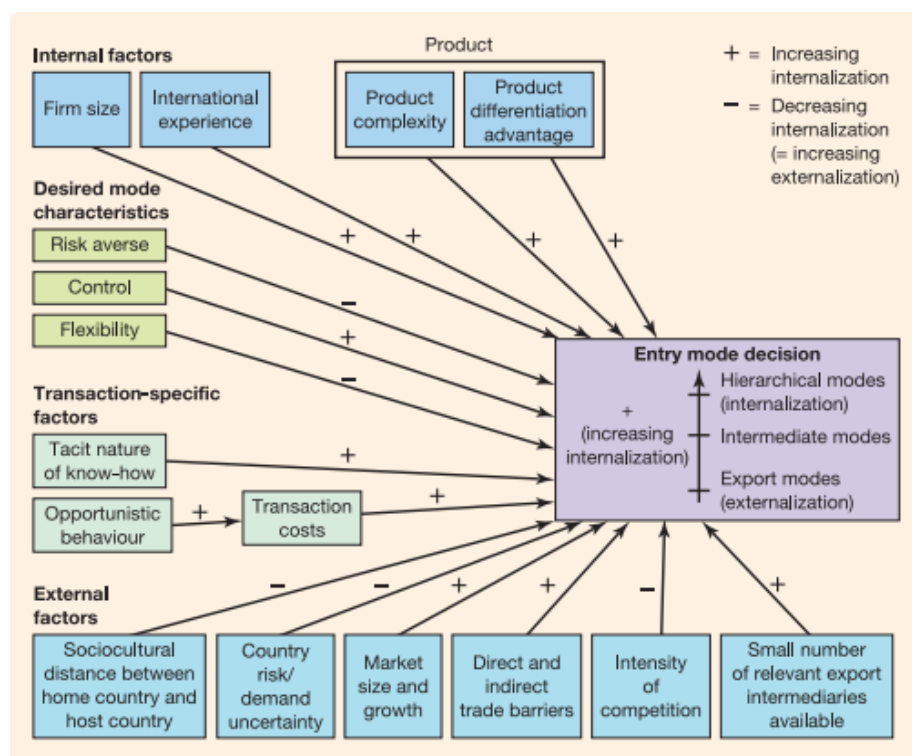 Internal factors
Firm size
International
experience
Product
Product
complexity
Product
differentiation
advantage
+ = Increasing
internalization
− = Decreasing
internalization
(= increasing
externalization)
Desired mode
characteristics
Risk averse
Control
Flexibility
+
+
+
+
−
+
−
Transaction-specific
factors
Tacit nature
of know-how
+
Opportunistic
behaviour
+
Transaction
costs
+
Entry mode decision
+
(increasing
internalization)
Hierarchical modes
(internalization)
Intermediate modes
Export modes
(externalization)
External
factors
−
−
+
+
−
+
Sociocultural
distance between
home country and
host country
Country
risk/
demand
uncertainty
Market
size and
growth
Direct and
indirect
trade barriers
Intensity
of
competition
Small number
of relevant export
intermediaries
available